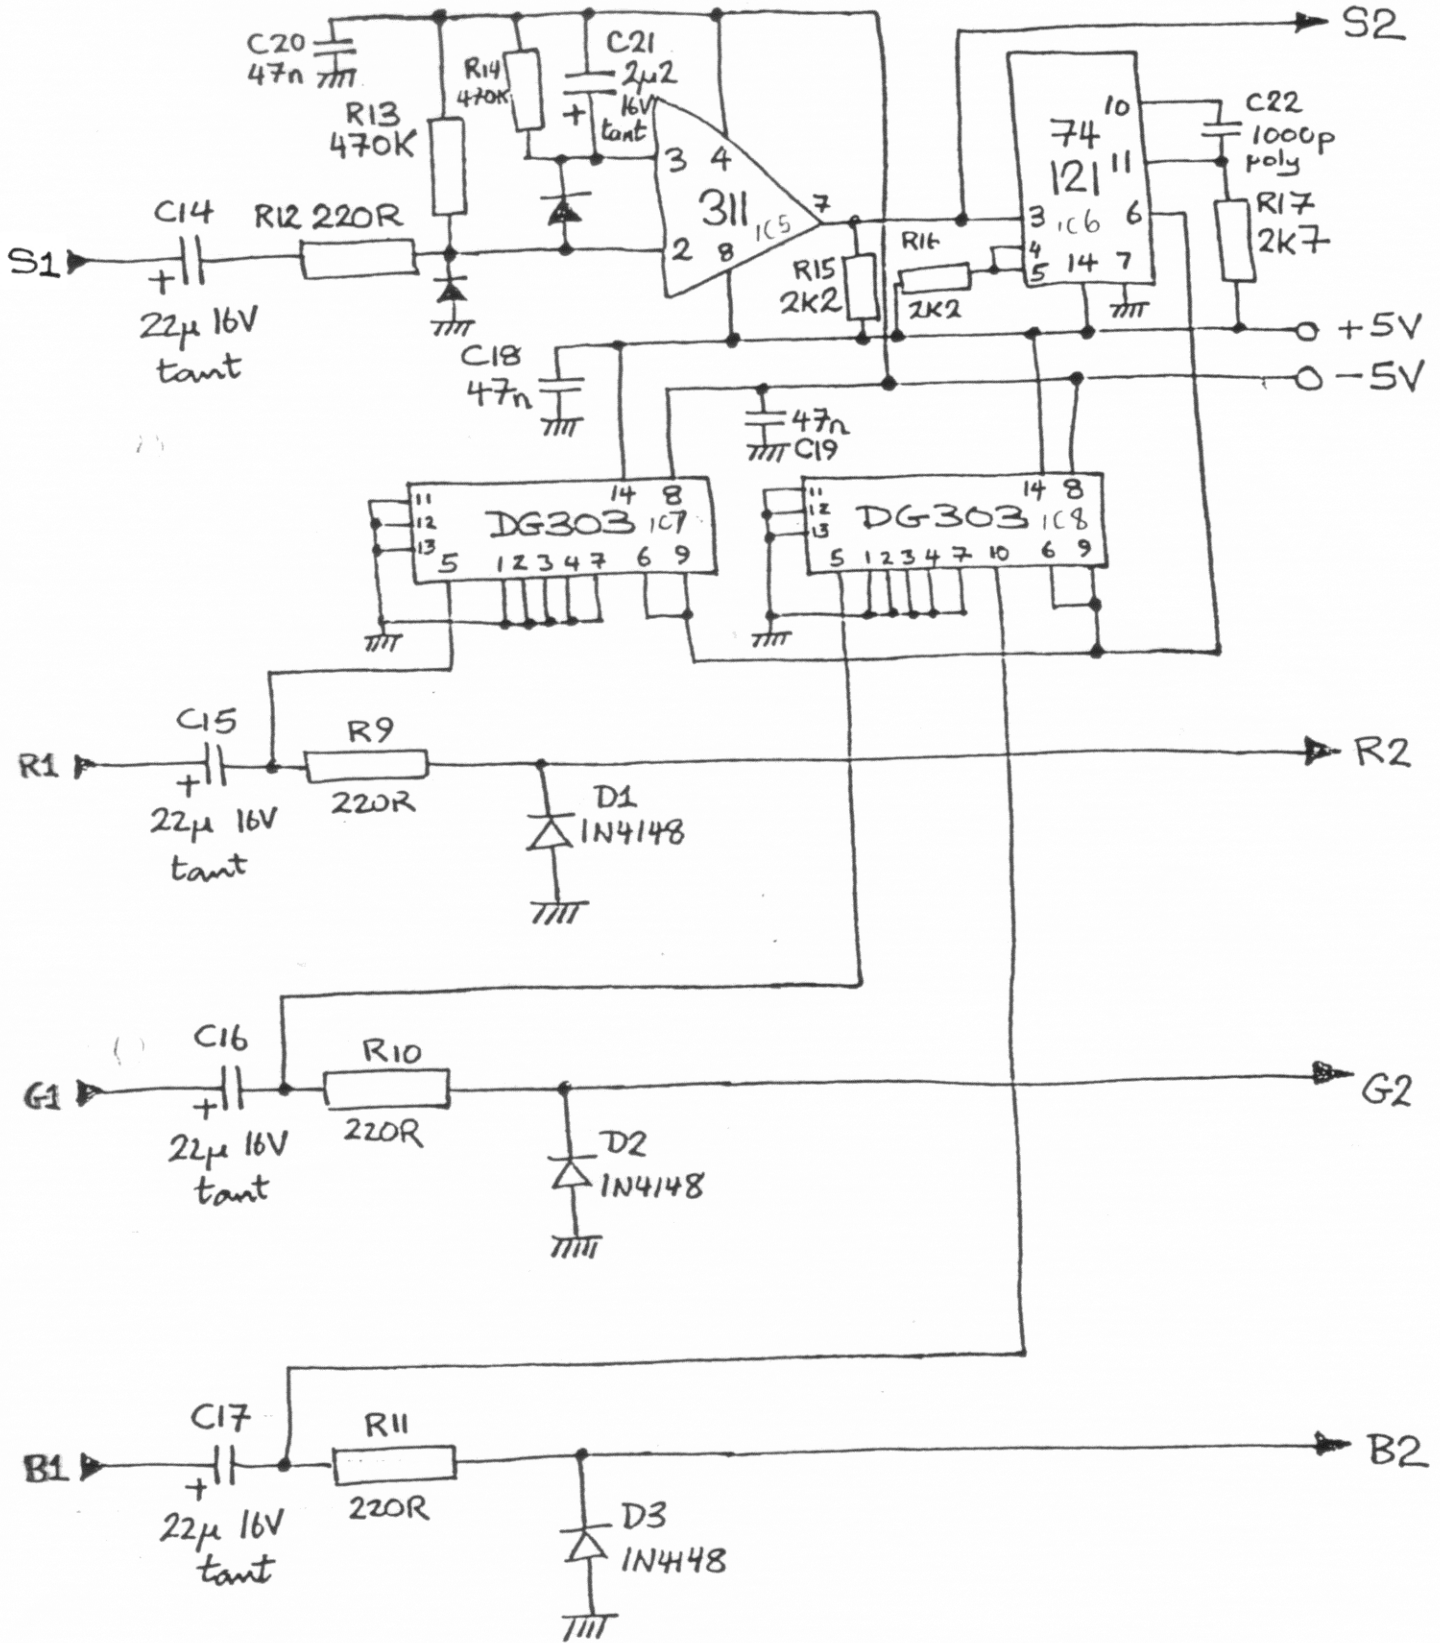 C20
47n
R13
470K
R14
470K
C21
2µ2
16V
+
tant
S2
3
4
311
IC5
7
2
8
10
74
121
11
3
IC6
6
4
5
14
7
C22
1000p
poly
R17
2K7
S1
C14
+
22µ 16V
tant
R12 220R
R15
2K2
R16
2K2
+5V
-5V
C18
47n
47n
C19
11
12
13
14
8
DG303
IC7
5
1
2
3
4
7
6
9
11
12
13
14
8
DG303
IC8
5
1
2
3
4
7
10
6
9
R1
C15
+
22µ 16V
tant
R9
220R
D1
1N4148
R2
G1
C16
+
22µ 16V
tant
R10
220R
D2
1N4148
G2
B1
C17
+
22µ 16V
tant
R11
220R
D3
1N4148
B2